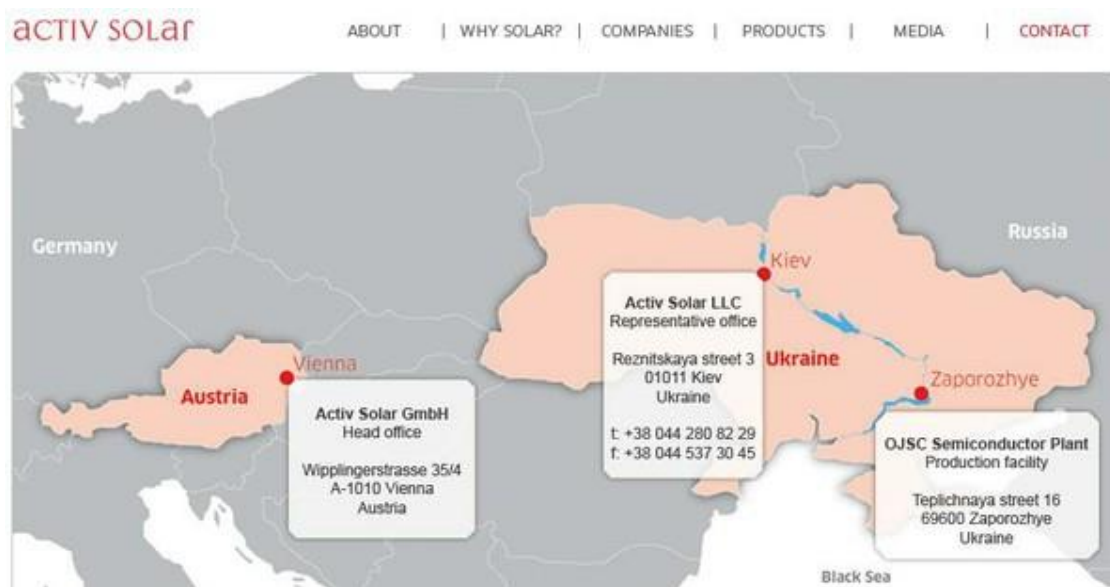 activ solar
ABOUT | WHY SOLAR? | COMPANIES | PRODUCTS | MEDIA | CONTACT
Germany
Russia
Kiev
Activ Solar LLC
Representative office
Reznitskaya street 3
01011 Kiev
Ukraine
t: +38 044 280 82 29
f: +38 044 537 30 45
Ukraine
Vienna
Austria
Zaporozhye
Activ Solar GmbH
Head office
Wipplingerstrasse 35/4
A-1010 Vienna
Austria
OJSC Semiconductor Plant
Production facility
Teplichnaya street 16
69600 Zaporozhye
Ukraine
Black Sea